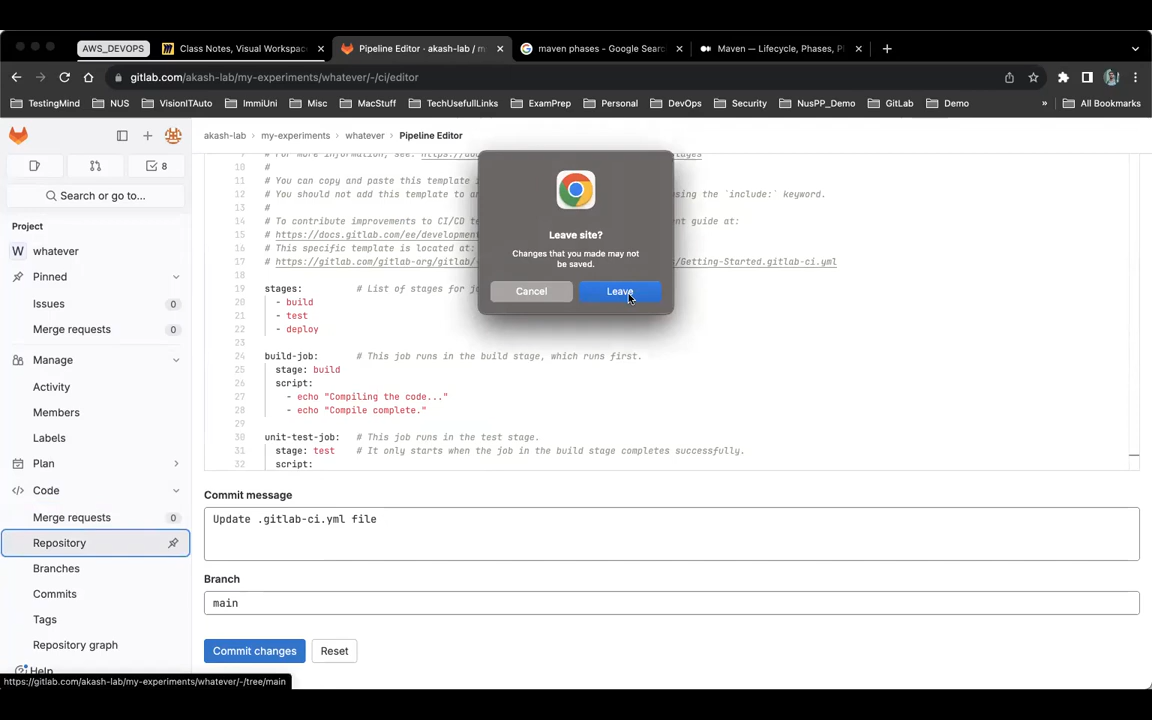 AWS_DEVOPS
Class Notes, Visual Workspac
Pipeline Editor · akash-lab / m
maven phases - Google Searc
Maven — Lifecycle, Phases, P
gitlab.com/akash-lab/my-experiments/whatever/-/ci/editor
TestingMind
NUS
VisionITAuto
ImmiUni
Misc
MacStuff
TechUsefullLinks
ExamPrep
Personal
DevOps
Security
NusPP_Demo
GitLab
Demo
»
All Bookmarks
akash-lab › my-experiments › whatever › Pipeline Editor
8
Search or go to...
Project
W whatever
Pinned
Issues 0
Merge requests 0
Manage
Activity
Members
Labels
Plan
Code
Merge requests 0
Repository
Branches
Commits
Tags
Repository graph
Help
9 # For more information, see:
10 #
11 # You can copy and paste this template i
12 # You should not add this template to an
sing the `include:` keyword.
13 #
14 # To contribute improvements to CI/CD te
nt guide at:
15 # https://docs.gitlab.com/ee/developmen
16 # This specific template is located at:
17 # https://gitlab.com/gitlab-org/gitlab/
/Getting-Started.gitlab-ci.yml
18
19 stages: # List of stages for jo
20 - build
21 - test
22 - deploy
23
24 build-job: # This job runs in the build stage, which runs first.
25 stage: build
26 script:
27 - echo "Compiling the code..."
28 - echo "Compile complete."
29
30 unit-test-job: # This job runs in the test stage.
31 stage: test # It only starts when the job in the build stage completes successfully.
32 script:
Leave site?
Changes that you made may not
be saved.
Cancel
Leave
Commit message
Update .gitlab-ci.yml file
Branch
main
Commit changes
Reset
https://gitlab.com/akash-lab/my-experiments/whatever/-/tree/main